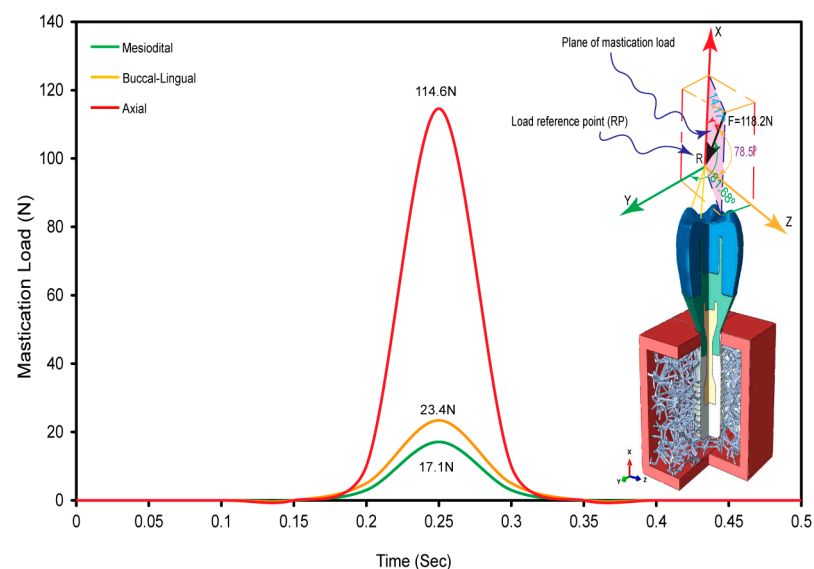 140
120
100
80
60
40
20
0
Mastication Load (N)
Mesiodital
Buccal-Lingual
Axial
114.6N
23.4N
17.1N
0
0.05
0.1
0.15
0.2
0.25
0.3
0.35
0.4
0.45
0.5
Time (Sec)
Plane of mastication load
Load reference point (RP)
X
F=118.2N
R
Y
Z
X
Y
Z